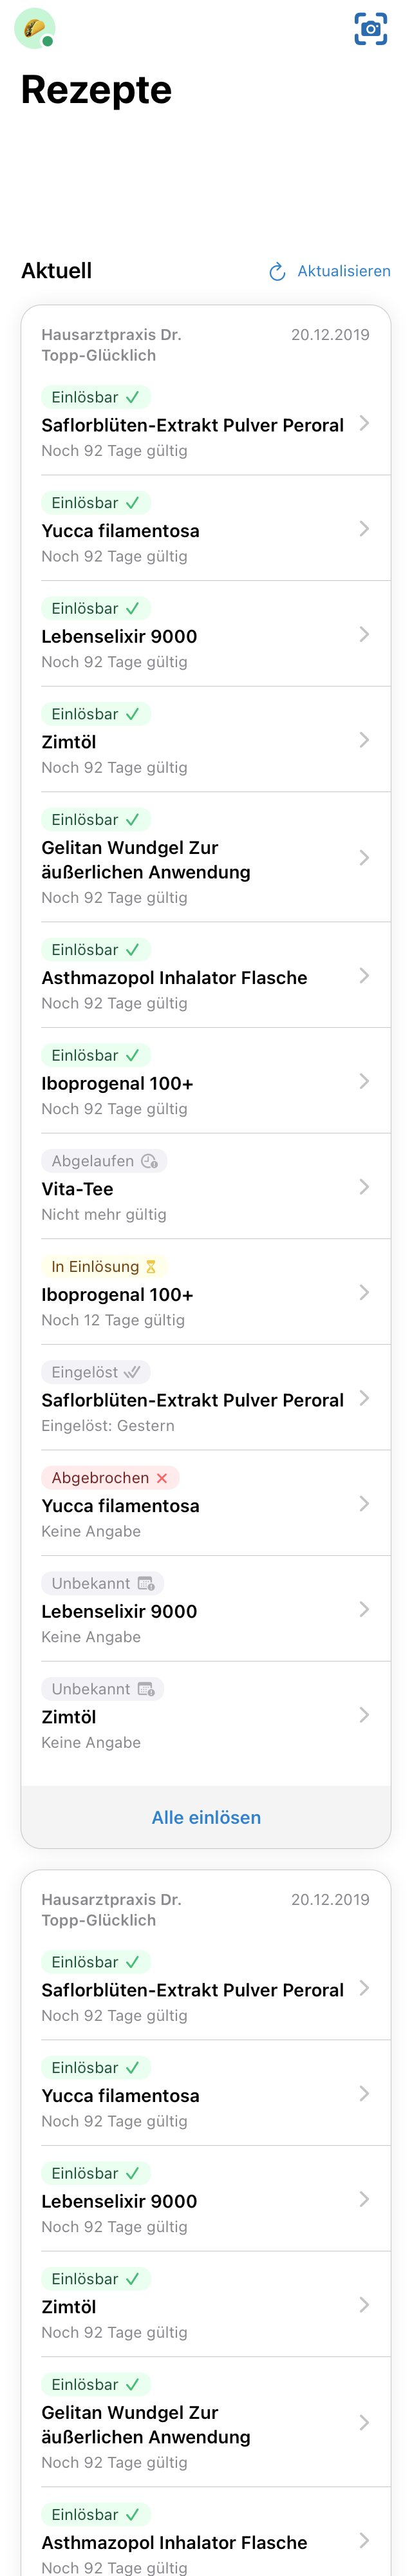 Rezepte
Aktuell
Aktualisieren
Hausarztpraxis Dr.
Topp-Glücklich
20.12.2019
Einlösbar
Saflorblüten-Extrakt Pulver Peroral
Noch 92 Tage gültig
Einlösbar
Yucca filamentosa
Noch 92 Tage gültig
Einlösbar
Lebenselixir 9000
Noch 92 Tage gültig
Einlösbar
Zimtöl
Noch 92 Tage gültig
Einlösbar
Gelitan Wundgel Zur
äußerlichen Anwendung
Noch 92 Tage gültig
Einlösbar
Asthmazopol Inhalator Flasche
Noch 92 Tage gültig
Einlösbar
Iboprogenal 100+
Noch 92 Tage gültig
Abgelaufen
Vita-Tee
Nicht mehr gültig
In Einlösung
Iboprogenal 100+
Noch 12 Tage gültig
Eingelöst
Saflorblüten-Extrakt Pulver Peroral
Eingelöst: Gestern
Abgebrochen
Yucca filamentosa
Keine Angabe
Unbekannt
Lebenselixir 9000
Keine Angabe
Unbekannt
Zimtöl
Keine Angabe
Alle einlösen
Hausarztpraxis Dr.
Topp-Glücklich
20.12.2019
Einlösbar
Saflorblüten-Extrakt Pulver Peroral
Noch 92 Tage gültig
Einlösbar
Yucca filamentosa
Noch 92 Tage gültig
Einlösbar
Lebenselixir 9000
Noch 92 Tage gültig
Einlösbar
Zimtöl
Noch 92 Tage gültig
Einlösbar
Gelitan Wundgel Zur
äußerlichen Anwendung
Noch 92 Tage gültig
Einlösbar
Asthmazopol Inhalator Flasche
Noch 92 Tage gültig